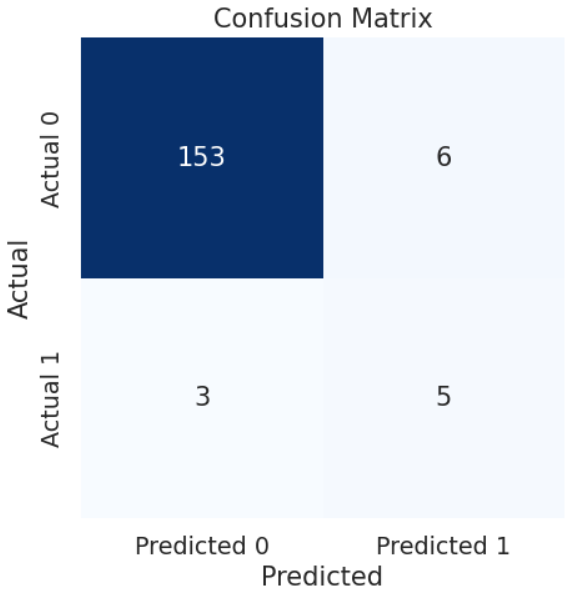 Confusion Matrix
Actual
Actual 0
153 6
Actual 1
3 5
Predicted 0 Predicted 1
Predicted